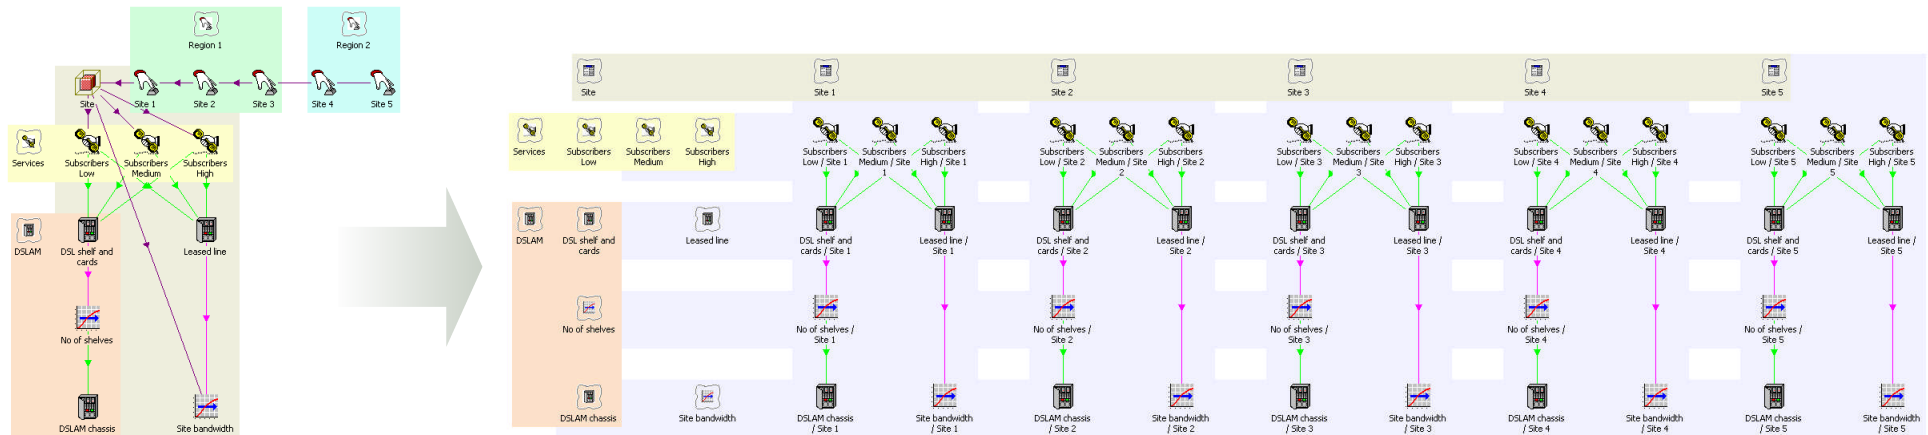 Region 1
Region 2
Site
Site 1
Site 2
Site 3
Site 4
Site 5
Services
Subscribers
Low
Subscribers
Medium
Subscribers
High
DSLAM
DSL shelf and
cards
Leased line
No of shelves
DSLAM chassis
Site bandwidth
Site
Site 1
Site 2
Site 3
Site 4
Site 5
Services
Subscribers
Low
Subscribers
Medium
Subscribers
High
Subscribers
Low / Site 1
Subscribers
Medium / Site
1
Subscribers
High / Site 1
Subscribers
Low / Site 2
Subscribers
Medium / Site
2
Subscribers
High / Site 2
Subscribers
Low / Site 3
Subscribers
Medium / Site
3
Subscribers
High / Site 3
Subscribers
Low / Site 4
Subscribers
Medium / Site
4
Subscribers
High / Site 4
Subscribers
Low / Site 5
Subscribers
Medium / Site
5
Subscribers
High / Site 5
DSLAM
DSL shelf and
cards
Leased line
DSL shelf and
cards / Site 1
Leased line /
Site 1
DSL shelf and
cards / Site 2
Leased line /
Site 2
DSL shelf and
cards / Site 3
Leased line /
Site 3
DSL shelf and
cards / Site 4
Leased line /
Site 4
DSL shelf and
cards / Site 5
Leased line /
Site 5
No of shelves
No of shelves /
Site 1
No of shelves /
Site 2
No of shelves /
Site 3
No of shelves /
Site 4
No of shelves /
Site 5
DSLAM chassis
Site bandwidth
DSLAM chassis
/ Site 1
Site bandwidth
/ Site 1
DSLAM chassis
/ Site 2
Site bandwidth
/ Site 2
DSLAM chassis
/ Site 3
Site bandwidth
/ Site 3
DSLAM chassis
/ Site 4
Site bandwidth
/ Site 4
DSLAM chassis
/ Site 5
Site bandwidth
/ Site 5